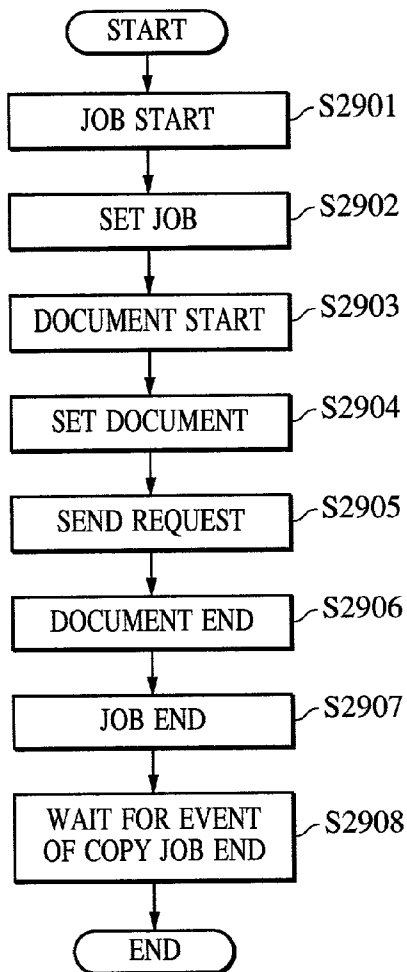 START
JOB START
S2901
SET JOB
S2902
DOCUMENT START
S2903
SET DOCUMENT
S2904
SEND REQUEST
S2905
DOCUMENT END
S2906
JOB END
S2907
WAIT FOR EVENT
OF COPY JOB END
S2908
END